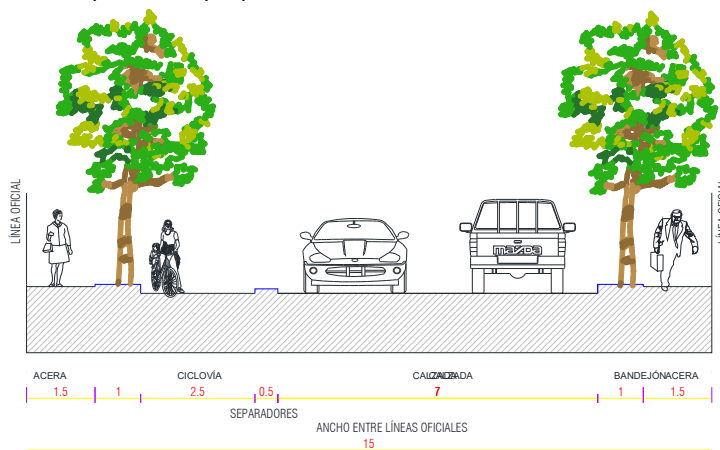 LÍNEA OFICIAL
LÍNEA OFICIAL
mazda
ACERA CICLOVÍA CALZADA BANDEJÓN ACERA
1.5 1 2.5 0.5 7 1 1.5
SEPARADORES
ANCHO ENTRE LÍNEAS OFICIALES
15